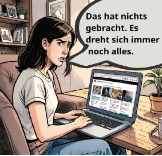 Das hat nichts
gebracht. Es
dreht sich immer
noch alles.